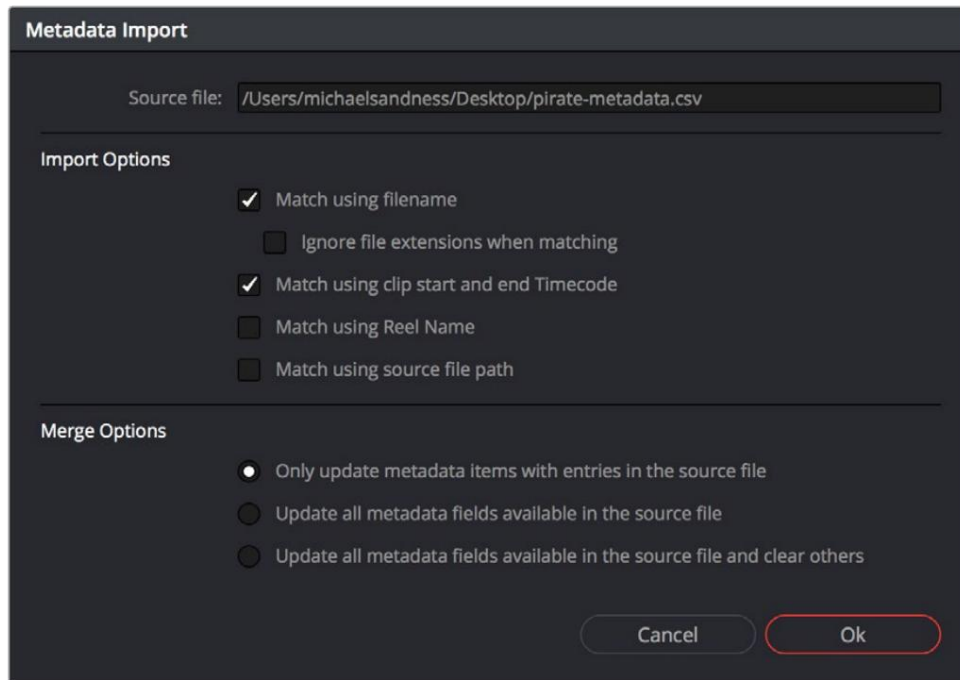 Metadata Import
Source file: /Users/michaelsandness/Desktop/pirate-metadata.csv
Import Options
Match using filename
Ignore file extensions when matching
Match using clip start and end Timecode
Match using Reel Name
Match using source file path
Merge Options
Only update metadata items with entries in the source file
Update all metadata fields available in the source file
Update all metadata fields available in the source file and clear others
Cancel Ok